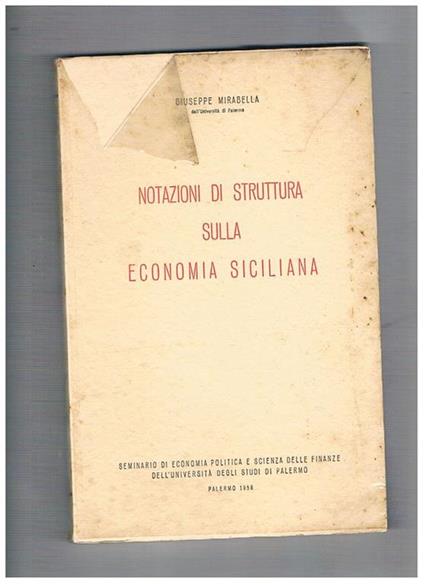 GIUSEPPE MIRABELLA
dell'Università di Palermo
NOTAZIONI DI STRUTTURA
SULLA
ECONOMIA SICILIANA
SEMINARIO DI ECONOMIA POLITICA E SCIENZA DELLE FINANZE
DELL'UNIVERSITÀ DEGLI STUDI DI PALERMO
PALERMO 1958